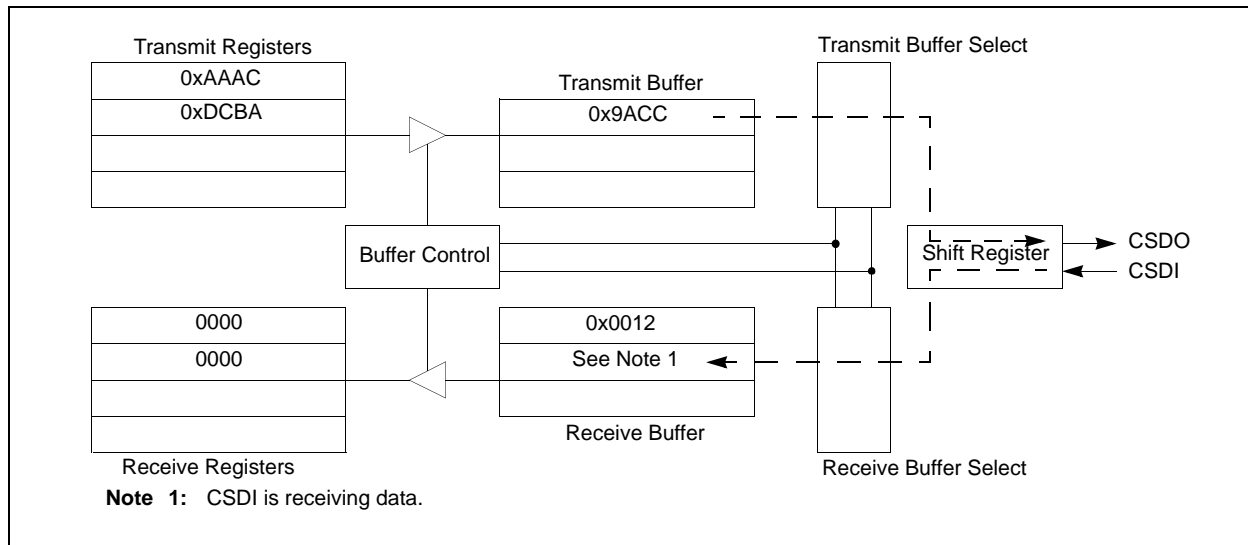 Transmit Registers
0xAAAC
0xDCBA
Transmit Buffer
0x9ACC
Transmit Buffer Select
Buffer Control
Shift Register
CSDO
CSDI
0000
0000
Receive Registers
0x0012
See Note 1
Receive Buffer
Receive Buffer Select
Note 1: CSDI is receiving data.